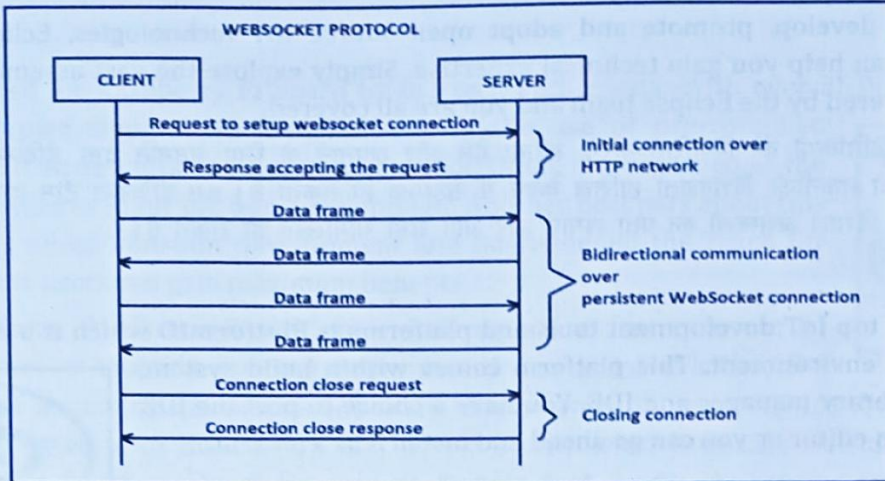 WEBSOCKET PROTOCOL
CLIENT
SERVER
Request to setup websocket connection
Response accepting the request
Initial connection over
HTTP network
Data frame
Data frame
Data frame
Data frame
Bidirectional communication
over
persistent WebSocket connection
Connection close request
Connection close response
Closing connection